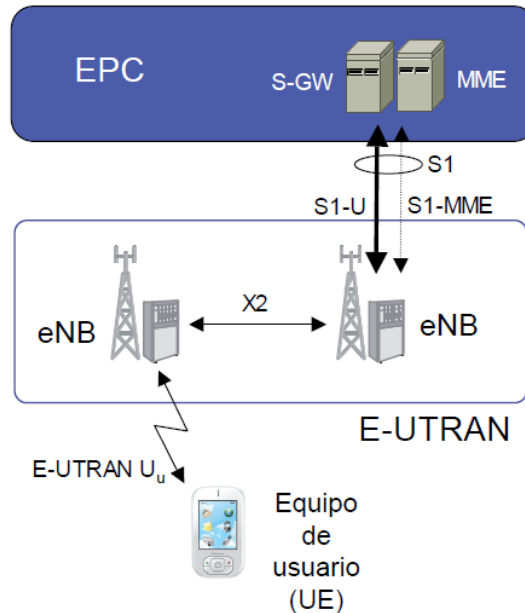 EPC
S-GW
MME
S1
S1-U
S1-MME
eNB
X2
eNB
E-UTRAN
E-UTRAN Uu
Equipo
de
usuario
(UE)